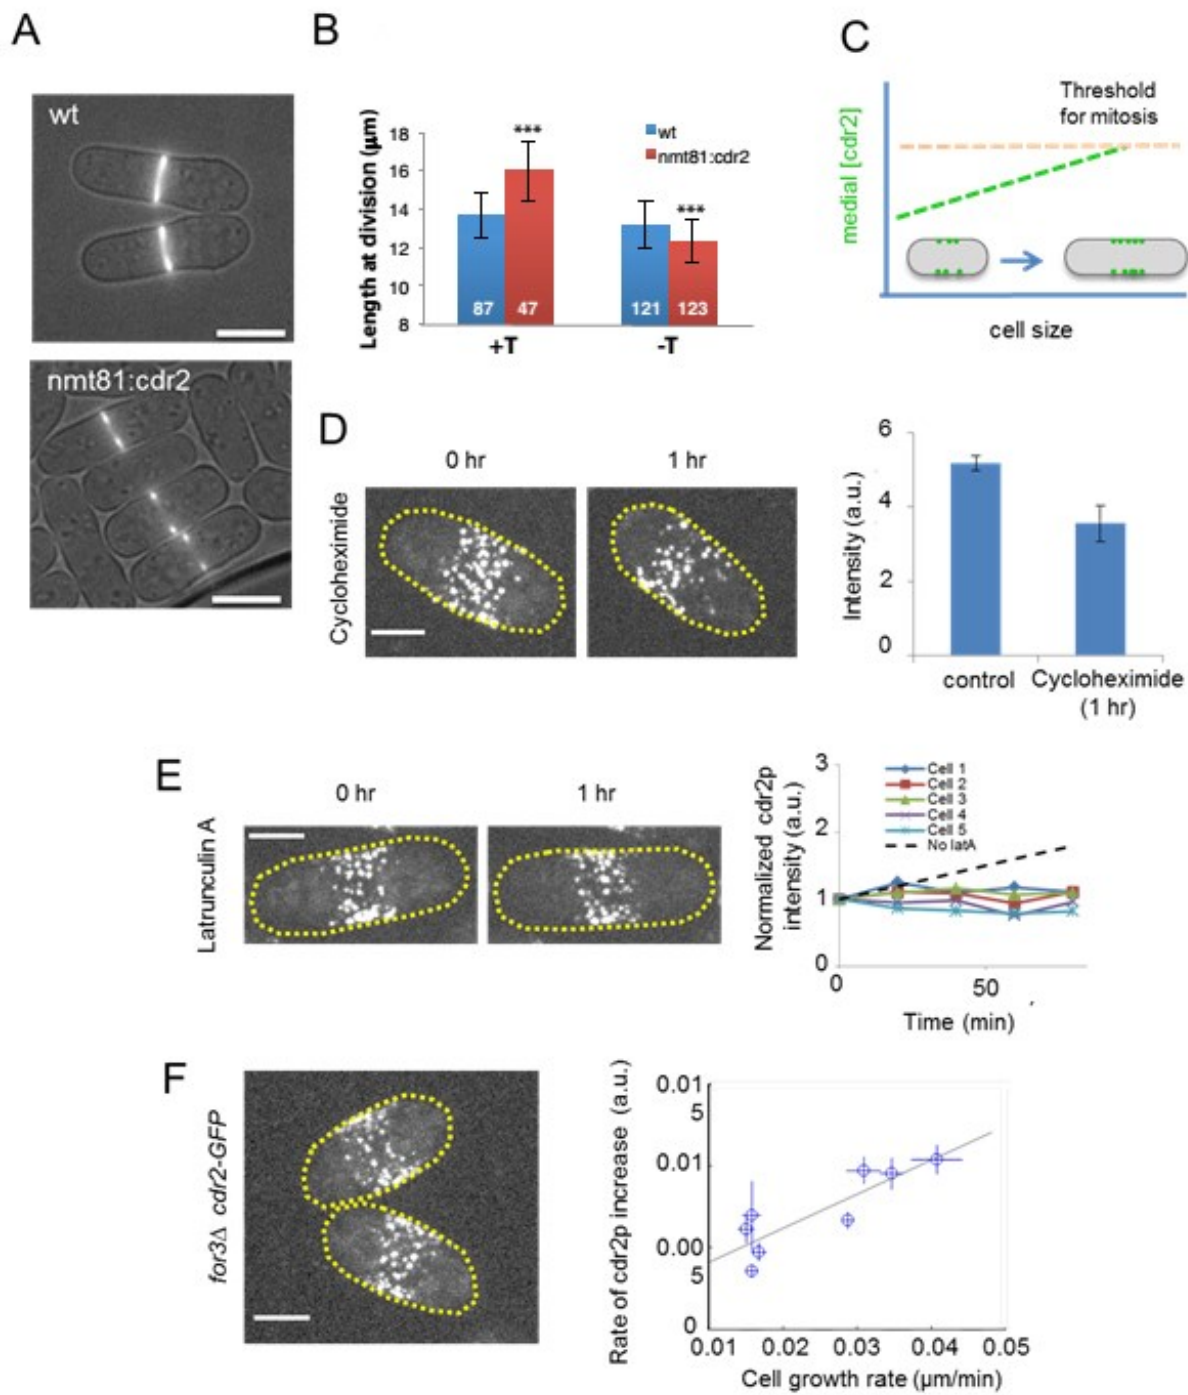 A
wt
nmt81:cdr2
B
Length at division (µm)
18
16
14
12
10
8
***
***
wt
nmt81:cdr2
87
47
121
123
+T
-T
C
medial [cdr2]
Threshold
for mitosis
cell size
D
0 hr
1 hr
Cycloheximide
Intensity (a.u.)
6
4
2
0
control
Cycloheximide
(1 hr)
E
0 hr
1 hr
Latrunculin A
Normalized cdr2p
intensity (a.u.)
3
2
1
0
Cell 1
Cell 2
Cell 3
Cell 4
Cell 5
No latA
0
50
Time (min)
F
for3Δ cdr2-GFP
Rate of cdr2p increase (a.u.)
0.01
5
0.01
0.00
5
0
0.01 0.02 0.03 0.04 0.05
Cell growth rate (µm/min)